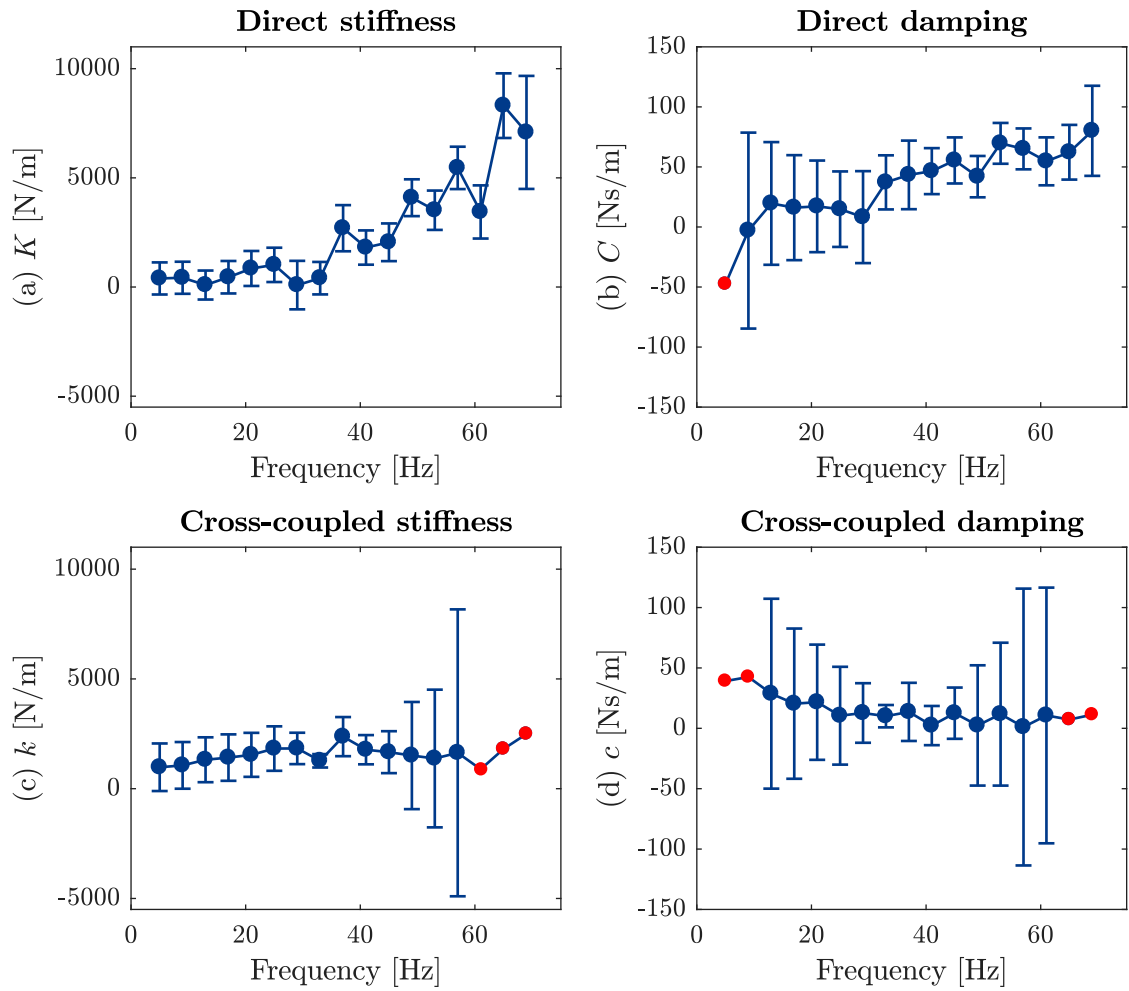 Direct stiffness
10000
5000
0
-5000
(a) K [N/m]
0 20 40 60
Frequency [Hz]
Direct damping
150
100
50
0
-50
-100
-150
(b) C [Ns/m]
0 20 40 60
Frequency [Hz]
Cross-coupled stiffness
10000
5000
0
-5000
(c) k [N/m]
0 20 40 60
Frequency [Hz]
Cross-coupled damping
150
100
50
0
-50
-100
-150
(d) c [Ns/m]
0 20 40 60
Frequency [Hz]